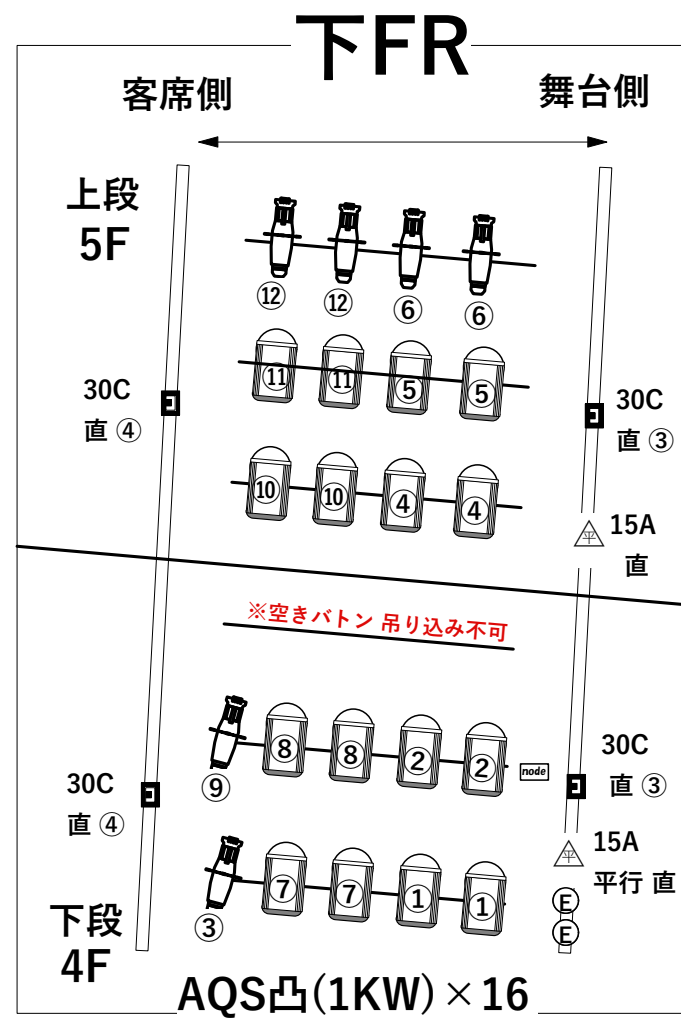 下FR
客席側
舞台側
上段
5F
⑫ ⑫ ⑥ ⑥
⑪ ⑪ ⑤ ⑤
30C
直 ④
30C
直 ③
⑩ ⑩ ④ ④
平 15A
直
※空きバトン 吊り込み不可
⑧ ⑧ ② ②
node
⑨
30C
直 ③
30C
直 ④
平 15A
平行 直
⑦ ⑦ ① ①
③
E
E
下段
4F
AQS凸(1KW)×16